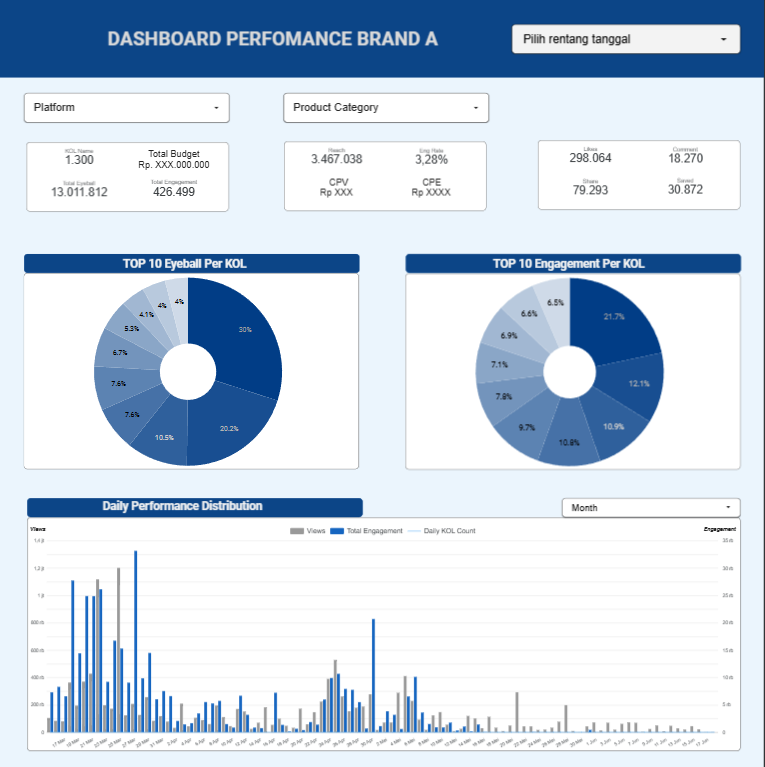 DASHBOARD PERFOMANCE BRAND A
Pilih rentang tanggal
Platform
Product Category
KOL Name
1.300
Total Budget
Rp. XXX.000.000
Total Eyeball
13.011.812
Total Engagement
426.499
Reach
3.467.038
Eng Rate
3,28%
CPV
Rp XXX
CPE
Rp XXXX
Likes
298.064
Comment
18.270
Share
79.293
Saved
30.872
TOP 10 Eyeball Per KOL
30%
20.2%
10.5%
7.6%
7.6%
6.7%
5.3%
4.1%
4%
4%
TOP 10 Engagement Per KOL
21.7%
12.1%
10.9%
10.8%
9.7%
7.8%
7.1%
6.9%
6.6%
6.5%
Daily Performance Distribution
Month
Views
Engagement
Views
Total Engagement
Daily KOL Count
1,4 jt
1,2 jt
1 jt
800 rb
600 rb
400 rb
200 rb
0
35 rb
30 rb
25 rb
20 rb
15 rb
10 rb
5 rb
0